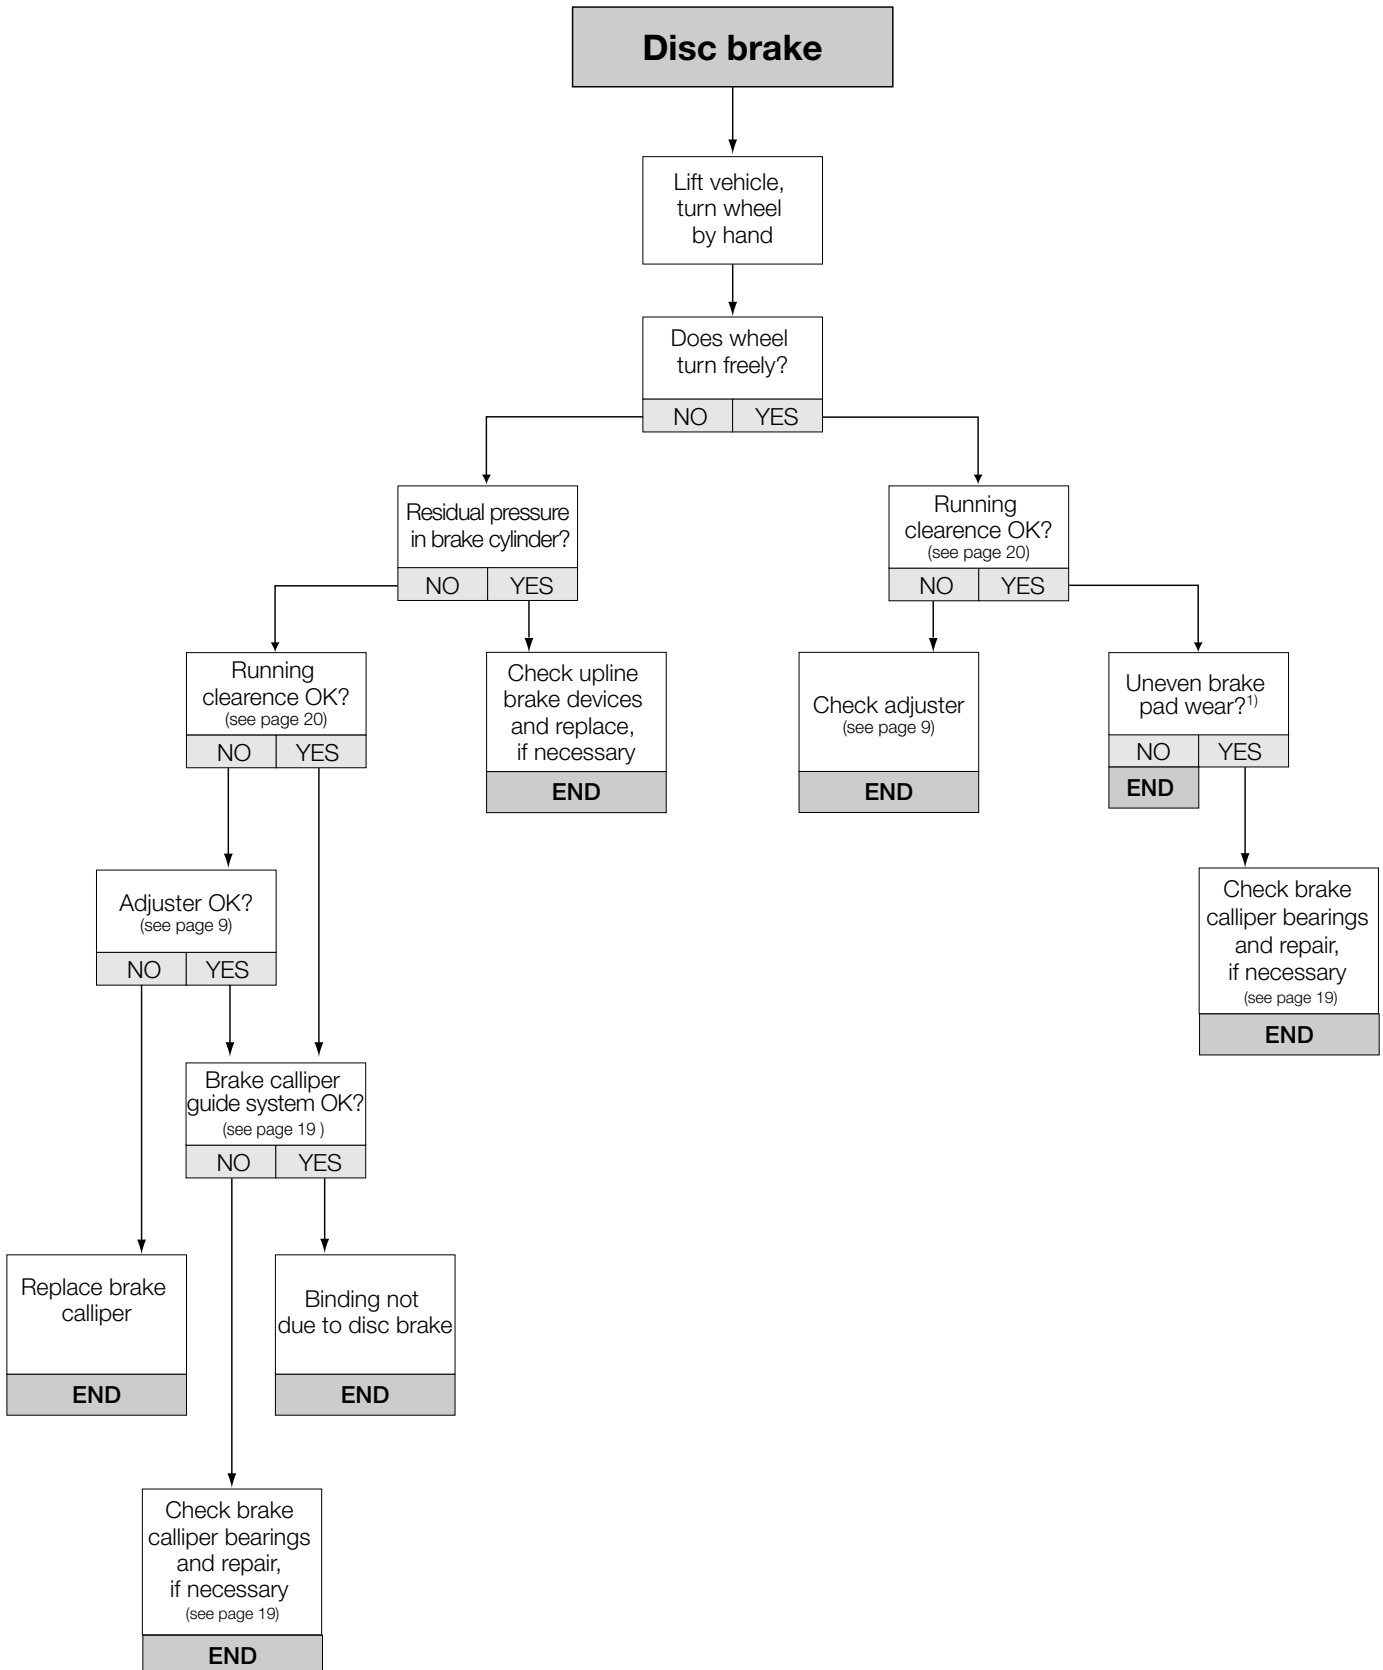 Disc brake
Lift vehicle,
turn wheel
by hand
Does wheel
turn freely?
NO YES
Residual pressure
in brake cylinder?
NO YES
Running
clearence OK?
(see page 20)
NO YES
Running
clearence OK?
(see page 20)
NO YES
Check upline
brake devices
and replace,
if necessary
END
Check adjuster
(see page 9)
END
Uneven brake
pad wear?1)
NO YES
END
Adjuster OK?
(see page 9)
NO YES
Check brake
calliper bearings
and repair,
if necessary
(see page 19)
END
Brake calliper
guide system OK?
(see page 19 )
NO YES
Replace brake
calliper
END
Binding not
due to disc brake
END
Check brake
calliper bearings
and repair,
if necessary
(see page 19)
END